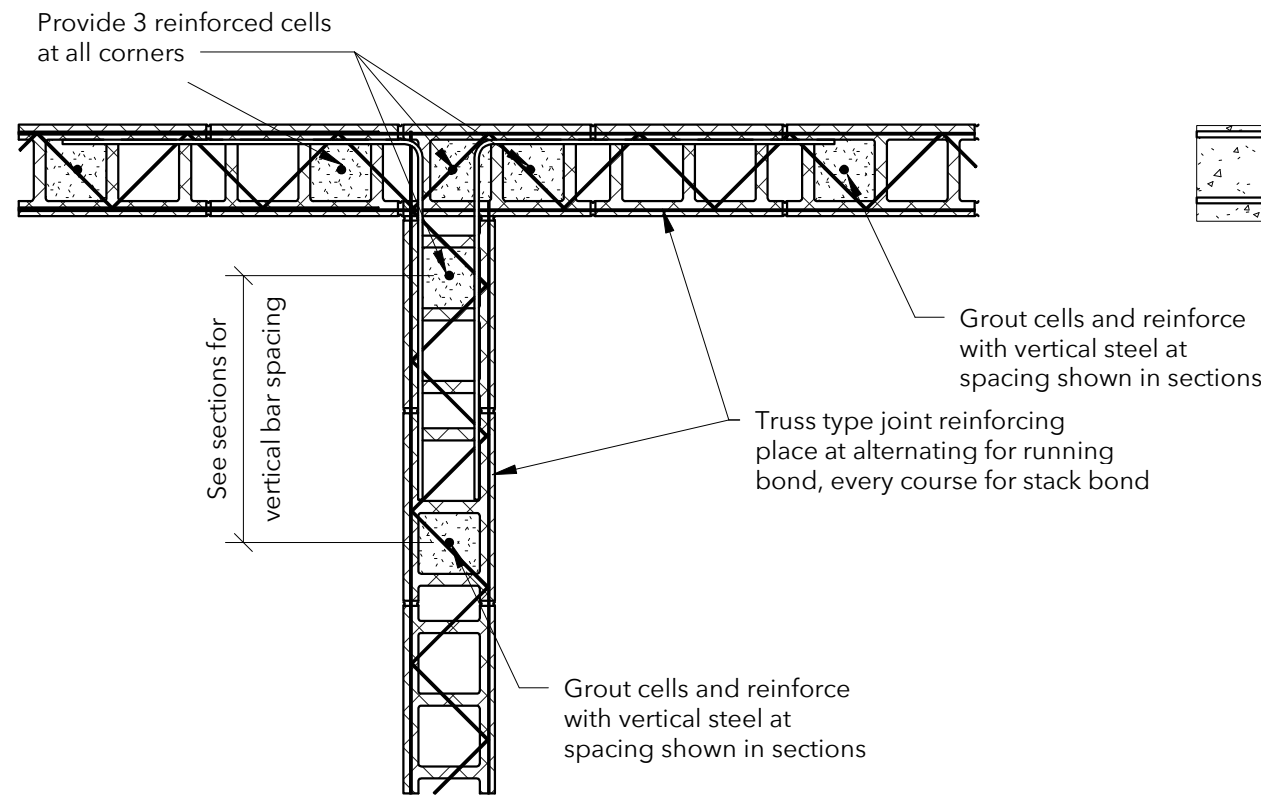 Provide 3 reinforced cells
at all corners
See sections for
vertical bar spacing
Grout cells and reinforce
with vertical steel at
spacing shown in sections
Truss type joint reinforcing
place at alternating for running
bond, every course for stack bond
Grout cells and reinforce
with vertical steel at
spacing shown in sections